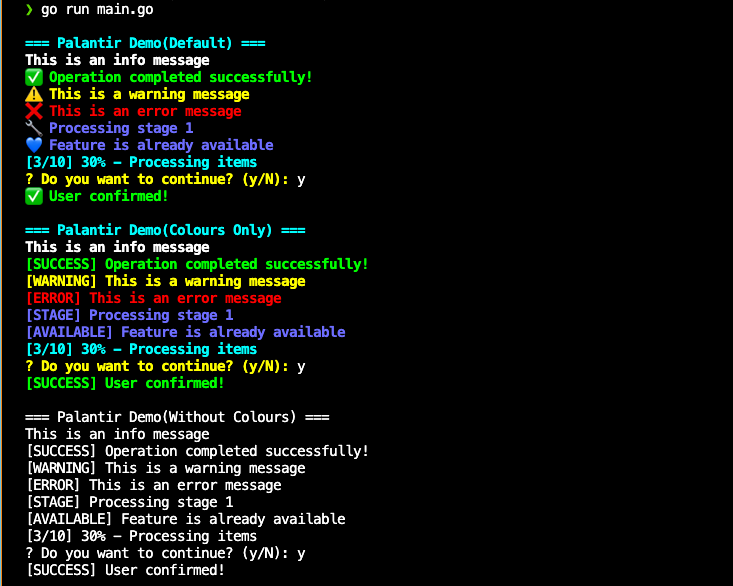 ❯ go run main.go
=== Palantir Demo(Default) ===
This is an info message
✅ Operation completed successfully!
⚠️ This is a warning message
❌ This is an error message
🔧 Processing stage 1
💙 Feature is already available
[3/10] 30% – Processing items
? Do you want to continue? (y/N): y
✅ User confirmed!
=== Palantir Demo(Colours Only) ===
This is an info message
[SUCCESS] Operation completed successfully!
[WARNING] This is a warning message
[ERROR] This is an error message
[STAGE] Processing stage 1
[AVAILABLE] Feature is already available
[3/10] 30% – Processing items
? Do you want to continue? (y/N): y
[SUCCESS] User confirmed!
=== Palantir Demo(Without Colours) ===
This is an info message
[SUCCESS] Operation completed successfully!
[WARNING] This is a warning message
[ERROR] This is an error message
[STAGE] Processing stage 1
[AVAILABLE] Feature is already available
[3/10] 30% – Processing items
? Do you want to continue? (y/N): y
[SUCCESS] User confirmed!